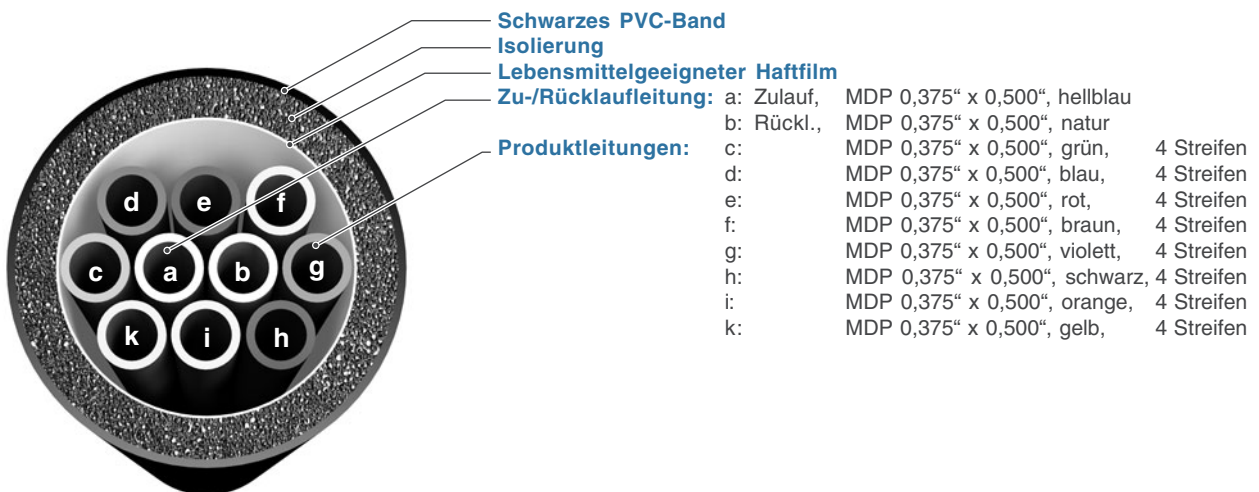 Schwarzes PVC-Band
Isolierung
Lebensmittelgeeigneter Haftfilm
Zu-/Rücklaufleitung: a: Zulauf, MDP 0,375“ x 0,500“, hellblau
b: Rückl., MDP 0,375“ x 0,500“, natur
Produktleitungen: c: MDP 0,375“ x 0,500“, grün, 4 Streifen
d: MDP 0,375“ x 0,500“, blau, 4 Streifen
e: MDP 0,375“ x 0,500“, rot, 4 Streifen
f: MDP 0,375“ x 0,500“, braun, 4 Streifen
g: MDP 0,375“ x 0,500“, violett, 4 Streifen
h: MDP 0,375“ x 0,500“, schwarz, 4 Streifen
i: MDP 0,375“ x 0,500“, orange, 4 Streifen
k: MDP 0,375“ x 0,500“, gelb, 4 Streifen
d e f
c a b g
k i h